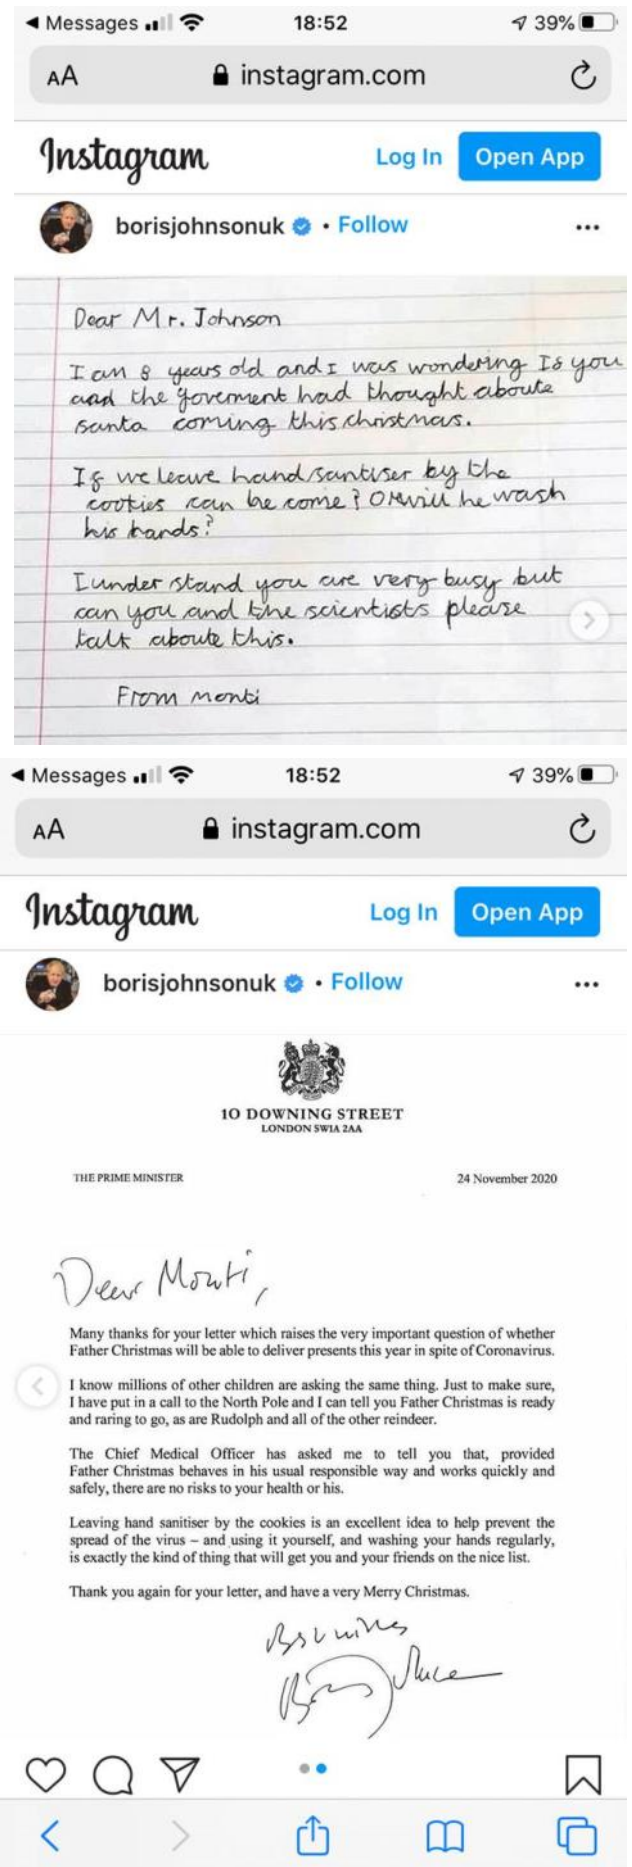 Messages
18:52
39%
AA
instagram.com
Instagram
Log In
Open App
borisjohnsonuk • Follow
Dear Mr. Johnson
I am 8 years old and I was wondering If you
and the goverment had thought aboute
santa coming this christmas.
If we leave hand santiser by the
cookies can he come? Or will he wash
his hands?
I under stand you are very busy but
can you and the scientists please
talk aboute this.
From monti
Messages
18:52
39%
AA
instagram.com
Instagram
Log In
Open App
borisjohnsonuk • Follow
10 DOWNING STREET
LONDON SW1A 2AA
THE PRIME MINISTER
24 November 2020
Dear Monti,
Many thanks for your letter which raises the very important question of whether
Father Christmas will be able to deliver presents this year in spite of Coronavirus.
I know millions of other children are asking the same thing. Just to make sure,
I have put in a call to the North Pole and I can tell you Father Christmas is ready
and raring to go, as are Rudolph and all of the other reindeer.
The Chief Medical Officer has asked me to tell you that, provided
Father Christmas behaves in his usual responsible way and works quickly and
safely, there are no risks to your health or his.
Leaving hand sanitiser by the cookies is an excellent idea to help prevent the
spread of the virus – and using it yourself, and washing your hands regularly,
is exactly the kind of thing that will get you and your friends on the nice list.
Thank you again for your letter, and have a very Merry Christmas.